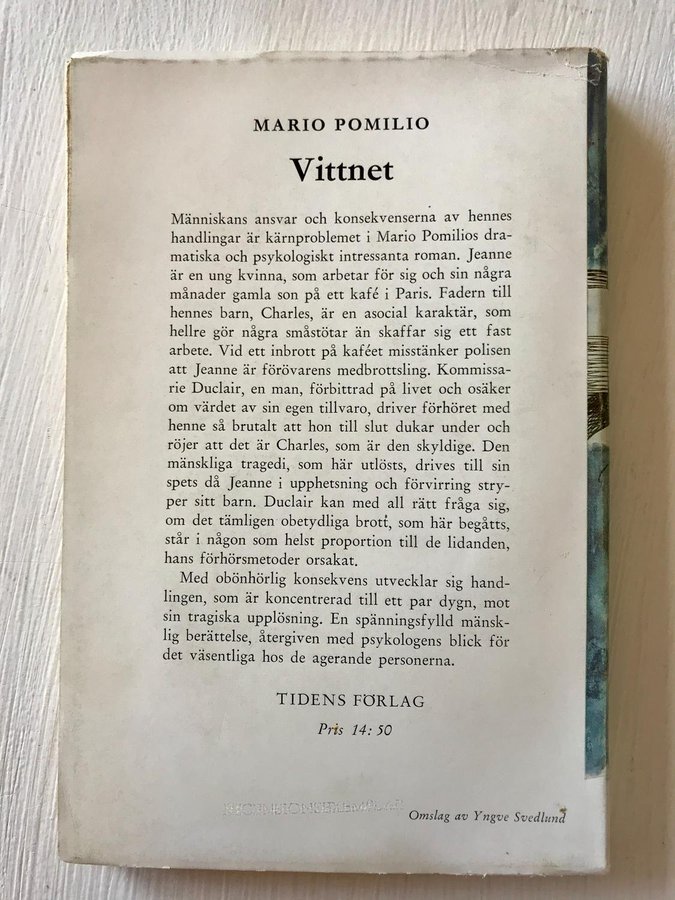 MARIO POMILIO
Vittnet
Människans ansvar och konsekvenserna av hennes
handlingar är kärnproblemet i Mario Pomilios dra-
matiska och psykologiskt intressanta roman. Jeanne
är en ung kvinna, som arbetar för sig och sin några
månader gamla son på ett kafé i Paris. Fadern till
hennes barn, Charles, är en asocial karaktär, som
hellre gör några småstötar än skaffar sig ett fast
arbete. Vid ett inbrott på kaféet misstänker polisen
att Jeanne är förövarens medbrottsling. Kommissa-
rie Duclair, en man, förbittrad på livet och osäker
om värdet av sin egen tillvaro, driver förhöret med
henne så brutalt att hon till slut dukar under och
röjer att det är Charles, som är den skyldige. Den
mänskliga tragedi, som här utlösts, drives till sin
spets då Jeanne i upphetsning och förvirring stry-
per sitt barn. Duclair kan med all rätt fråga sig,
om det tämligen obetydliga brott, som här begåtts,
står i någon som helst proportion till de lidanden,
hans förhörsmetoder orsakat.
Med obönhörlig konsekvens utvecklar sig hand-
lingen, som är koncentrerad till ett par dygn, mot
sin tragiska upplösning. En spänningsfylld mänsk-
lig berättelse, återgiven med psykologens blick för
det väsentliga hos de agerande personerna.
TIDENS FÖRLAG
Pris 14:50
Omslag av Yngve Svedlund